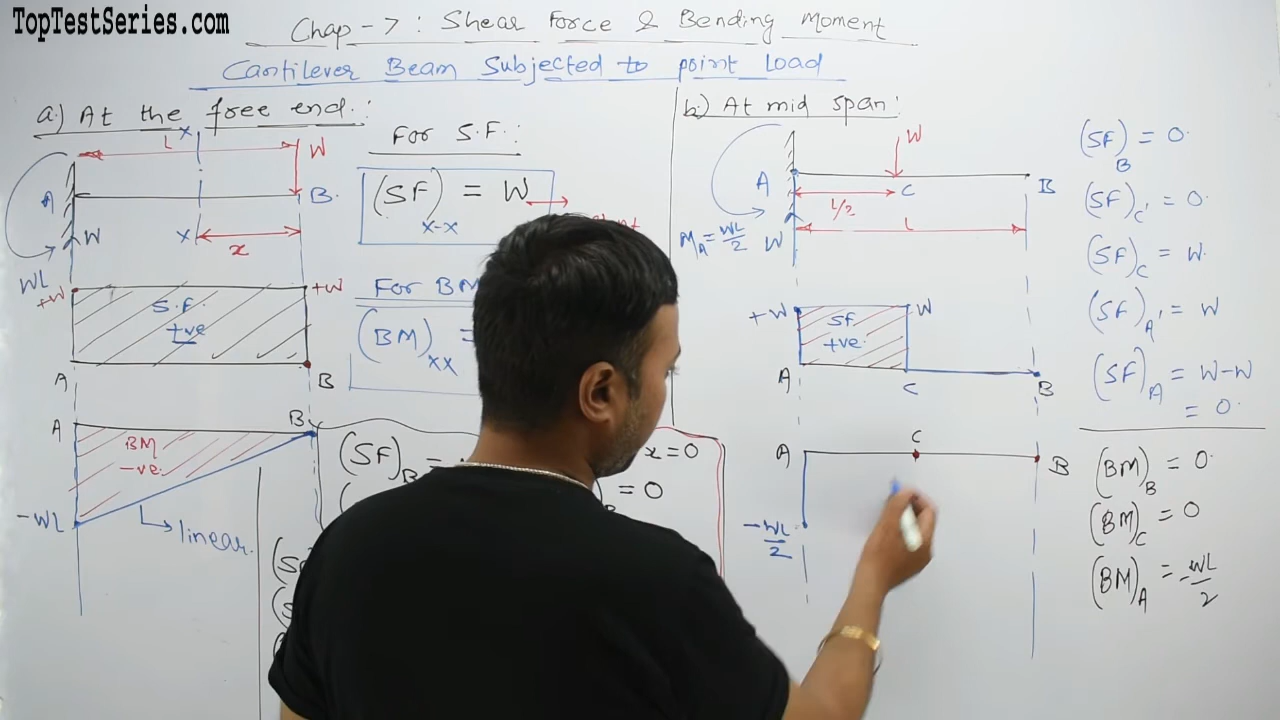 TopTestSeries.com
Chap-7: Shear Force & Bending Moment
Cantilever Beam Subjected to point Load
a.) At the free end.:
x
L
W
A
B.
W
x
x
WL
+W
+W
S.F.
+ve
A
B
A
B
BM
-ve
-WL
linear.
For S.F.:
(SF)x-x = W
For BM
(BM)xx =
(SF)B =
x=0
= 0
b.) At mid span:
W
A
C
B
L/2
L
MA = WL/2
W
+W
W
SF
+ve
A
C
B
A
C
B
-WL/2
(SF)B = 0.
(SF)C' = 0.
(SF)C = W.
(SF)A' = W
(SF)A = W-W
= 0.
(BM)B = 0.
(BM)C = 0
(BM)A = -WL/2